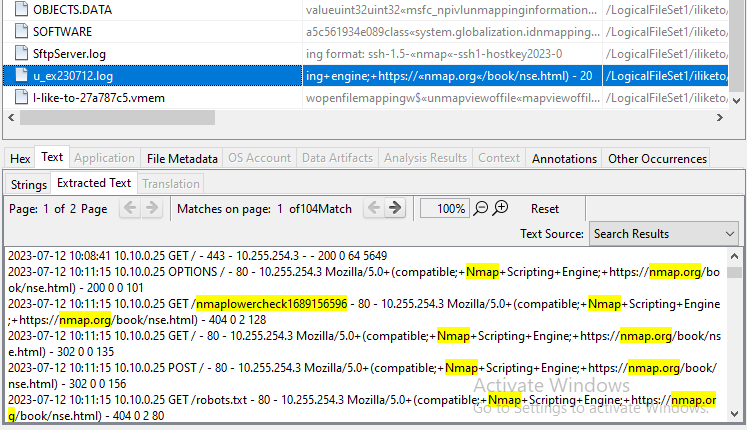 OBJECTS.DATA valueuint32uint32«msfc_npivlunmappinginformation... /LogicalFileSet1/iliketo/
SOFTWARE a5c561934e089class«system.globalization.idnmapping... /LogicalFileSet1/iliketo/
SftpServer.log ing format: ssh-1.5-«nmap«-ssh1-hostkey2023-0 /LogicalFileSet1/iliketo/
u_ex230712.log ing+engine;+https://«nmap.org«/book/nse.html) - 20 /LogicalFileSet1/iliketo/
I-like-to-27a787c5.vmem wopenfilemappingw$«unmapviewoffile«mapviewoffil... /LogicalFileSet1/iliketo/
Hex Text Application File Metadata OS Account Data Artifacts Analysis Results Context Annotations Other Occurrences
Strings Extracted Text Translation
Page: 1 of 2 Page Matches on page: 1 of104Match 100% Reset
Text Source: Search Results
2023-07-12 10:08:41 10.10.0.25 GET / - 443 - 10.255.254.3 - - 200 0 64 5649
2023-07-12 10:11:15 10.10.0.25 OPTIONS / - 80 - 10.255.254.3 Mozilla/5.0+(compatible;+Nmap+Scripting+Engine;+https://nmap.org/bo
ok/nse.html) - 200 0 0 101
2023-07-12 10:11:15 10.10.0.25 GET /nmaplowercheck1689156596 - 80 - 10.255.254.3 Mozilla/5.0+(compatible;+Nmap+Scripting+Engine
;+https://nmap.org/book/nse.html) - 404 0 2 128
2023-07-12 10:11:15 10.10.0.25 GET / - 80 - 10.255.254.3 Mozilla/5.0+(compatible;+Nmap+Scripting+Engine;+https://nmap.org/book/ns
e.html) - 302 0 0 135
2023-07-12 10:11:15 10.10.0.25 POST / - 80 - 10.255.254.3 Mozilla/5.0+(compatible;+Nmap+Scripting+Engine;+https://nmap.org/book/
nse.html) - 302 0 0 156
2023-07-12 10:11:15 10.10.0.25 GET /robots.txt - 80 - 10.255.254.3 Mozilla/5.0+(compatible;+Nmap+Scripting+Engine;+https://nmap.or
g/book/nse.html) - 404 0 2 80
Activate Windows
Go to Settings to activate Windows.